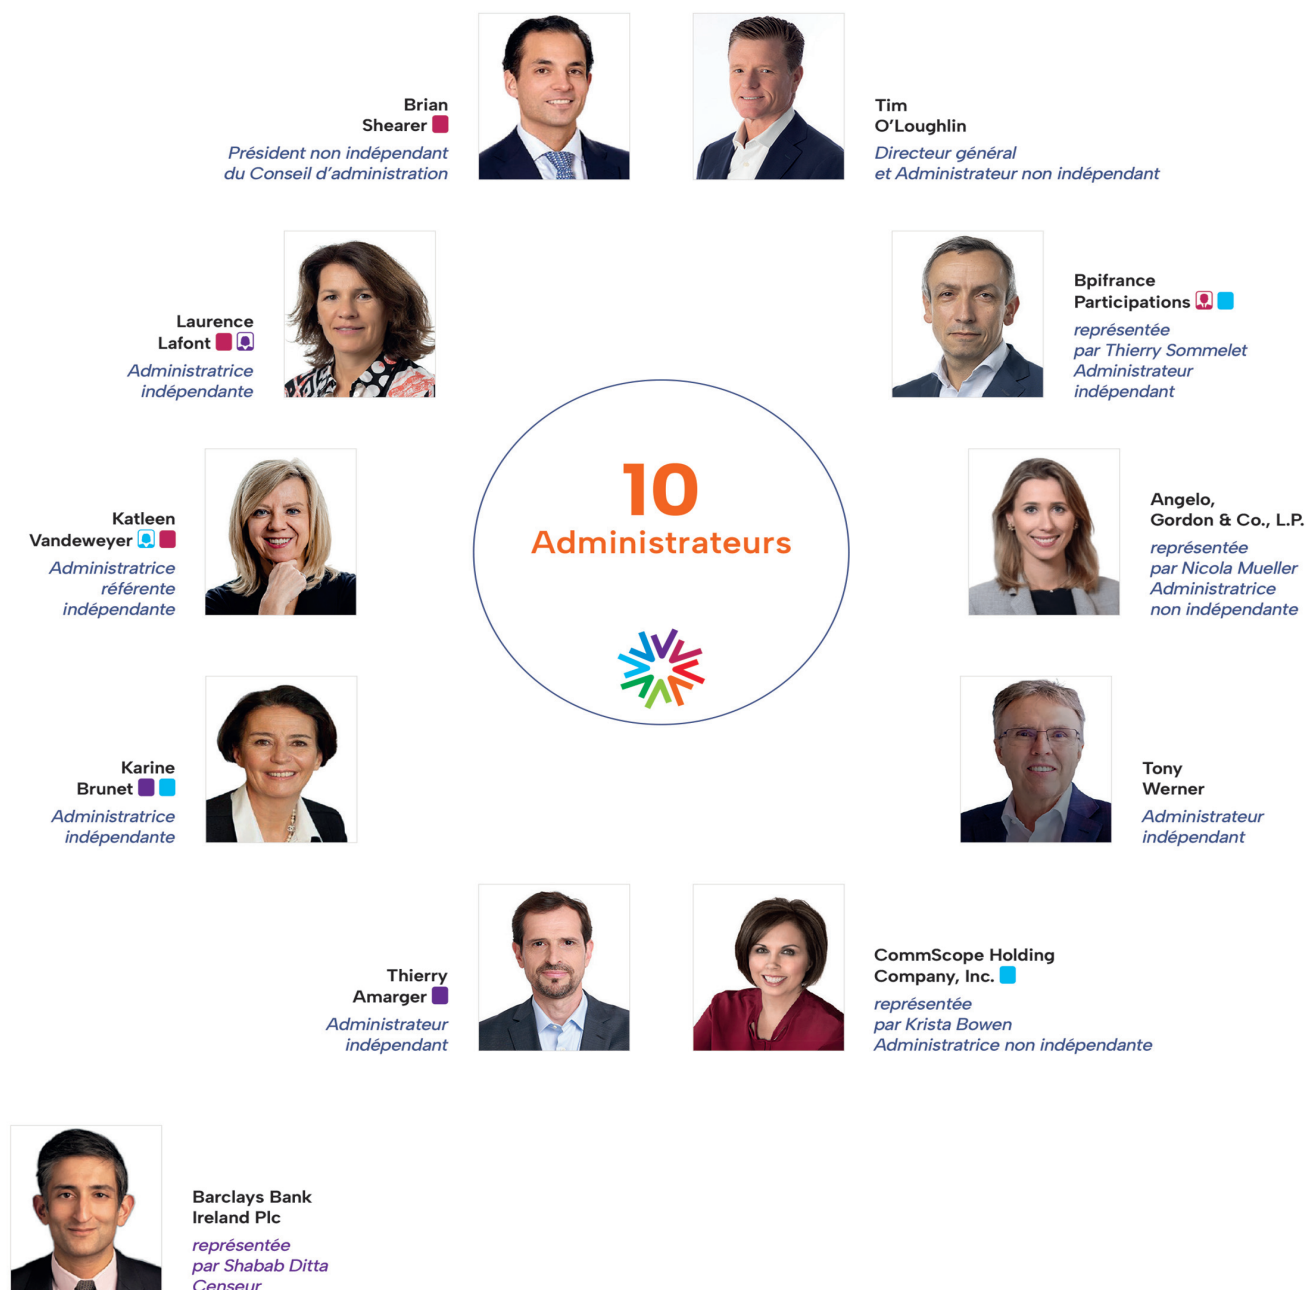 Brian
Shearer
Président non indépendant
du Conseil d'administration
Tim
O'Loughlin
Directeur général
et Administrateur non indépendant
Laurence
Lafont
Administratrice
indépendante
Bpifrance
Participations
représentée
par Thierry Sommelet
Administrateur
indépendant
10
Administrateurs
Katleen
Vandeweyer
Administratrice
référente
indépendante
Angelo,
Gordon & Co., L.P.
représentée
par Nicola Mueller
Administratrice
non indépendante
Karine
Brunet
Administratrice
indépendante
Tony
Werner
Administrateur
indépendant
Thierry
Amarger
Administrateur
indépendant
CommScope Holding
Company, Inc.
représentée
par Krista Bowen
Administratrice non indépendante
Barclays Bank
Ireland Plc
représentée
par Shabab Ditta
Censeur